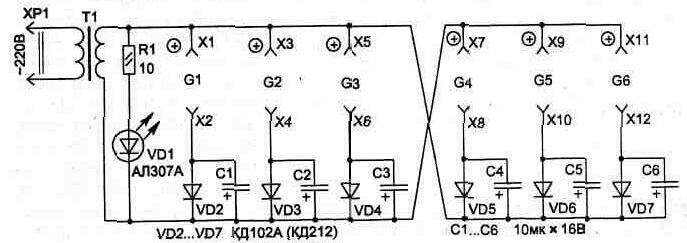 XP1
T1
~220В
R1
10
VD1
АЛ307А
X1
X3
X5
X7
X9
X11
G1
G2
G3
G4
G5
G6
X2
X4
X6
X8
X10
X12
C1
C2
C3
C4
C5
C6
+
+
+
+
+
+
VD2
VD3
VD4
VD5
VD6
VD7
VD2...VD7 КД102А (КД212)
C1...C6 10мк × 16В